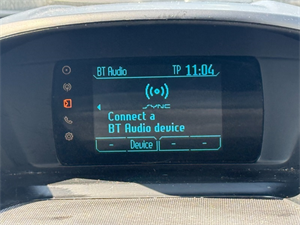 BT Audio TP 11:04
SYNC
Connect a
BT Audio device
- Device - -